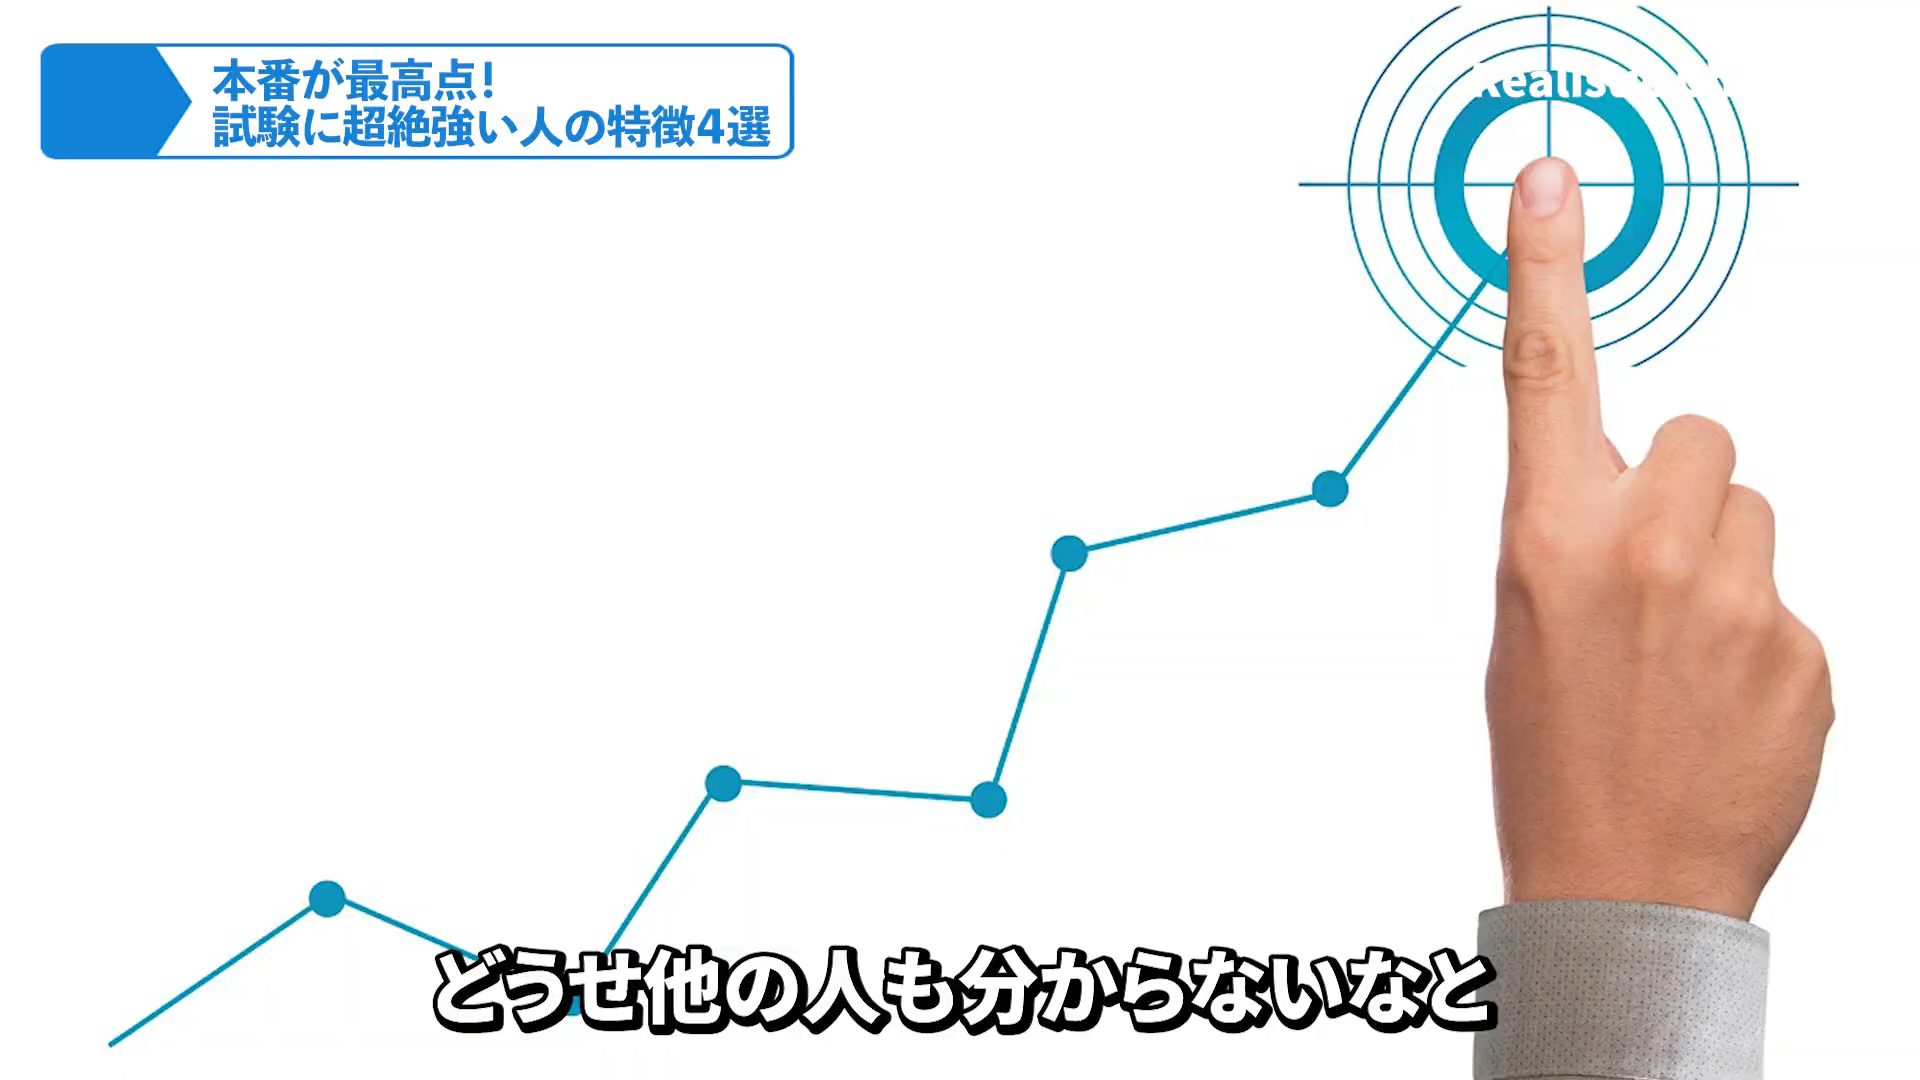 本番が最高点!
試験に超絶強い人の特徴4選
どうせ他の人も分からないなと